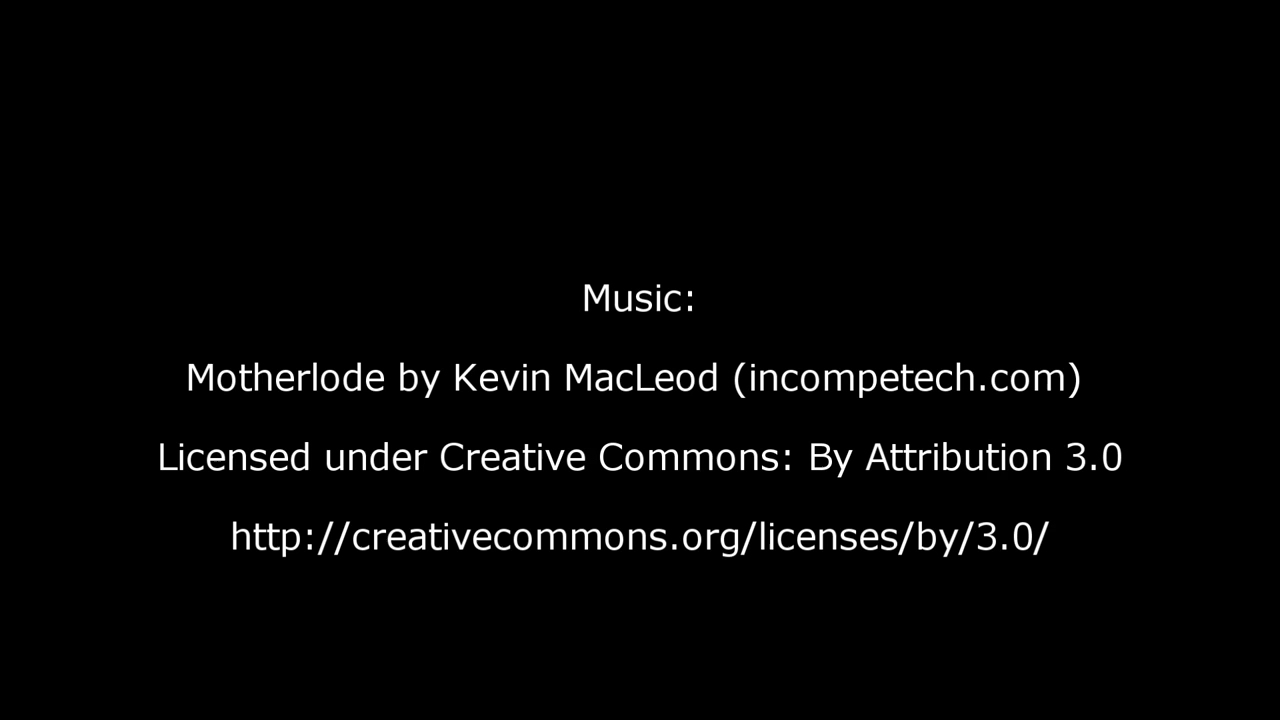 Music:
Motherlode by Kevin MacLeod (incompetech.com)
Licensed under Creative Commons: By Attribution 3.0
http://creativecommons.org/licenses/by/3.0/